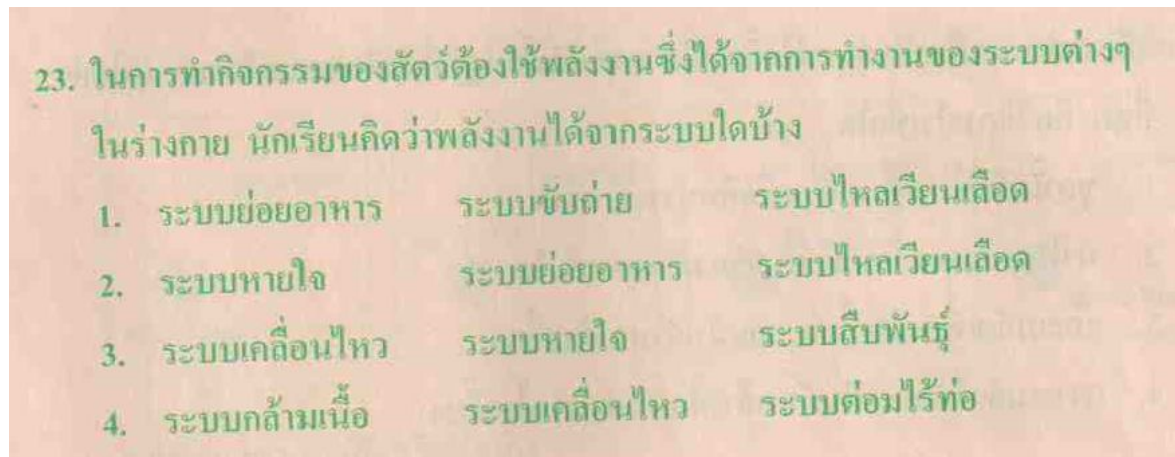 23. ในการทำกิจกรรมของสัตว์ต้องใช้พลังงานซึ่งได้จากการทำงานของระบบต่างๆ
ในร่างกาย นักเรียนคิดว่าพลังงานได้จากระบบใดบ้าง
1. ระบบย่อยอาหาร ระบบขับถ่าย ระบบไหลเวียนเลือด
2. ระบบหายใจ ระบบย่อยอาหาร ระบบไหลเวียนเลือด
3. ระบบเคลื่อนไหว ระบบหายใจ ระบบสืบพันธุ์
4. ระบบกล้ามเนื้อ ระบบเคลื่อนไหว ระบบต่อมไร้ท่อ